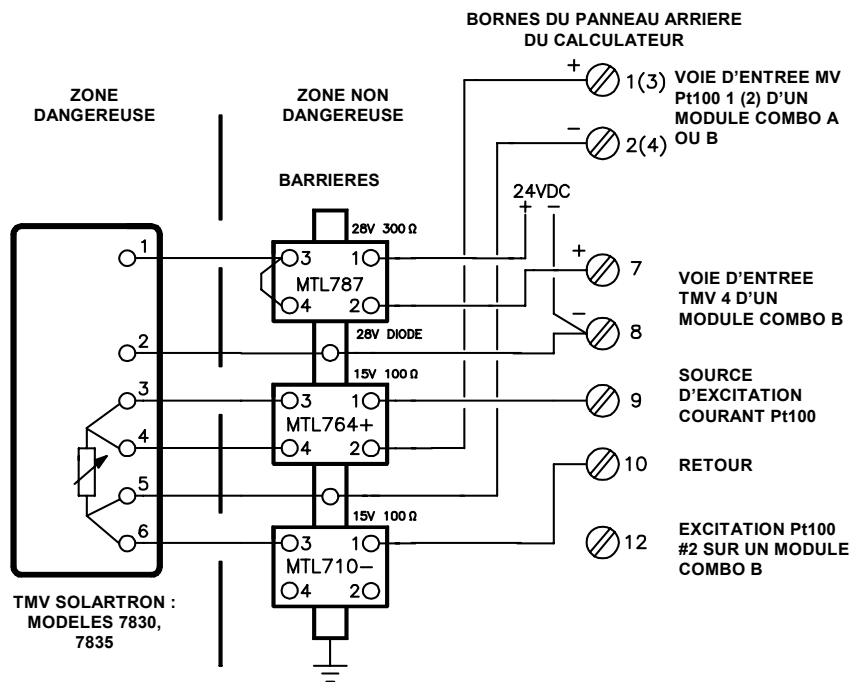 BORNES DU PANNEAU ARRIERE
DU CALCULATEUR
ZONE
DANGEREUSE
ZONE NON
DANGEREUSE
BARRIERES
+
1(3)
VOIE D'ENTREE MV
Pt100 1 (2) D'UN
MODULE COMBO A
OU B
−
2(4)
24VDC
+ −
28V 300 Ω
1
3 1
MTL787
4 2
+
7
VOIE D'ENTREE
TMV 4 D'UN
MODULE COMBO B
−
8
28V DIODE
2
15V 100 Ω
3
3 1
MTL764+
4
4 2
9
SOURCE
D'EXCITATION
COURANT Pt100
10
RETOUR
5
15V 100 Ω
6
3 1
MTL710−
4 2
12
EXCITATION Pt100
#2 SUR UN MODULE
COMBO B
TMV SOLARTRON :
MODELES 7830,
7835